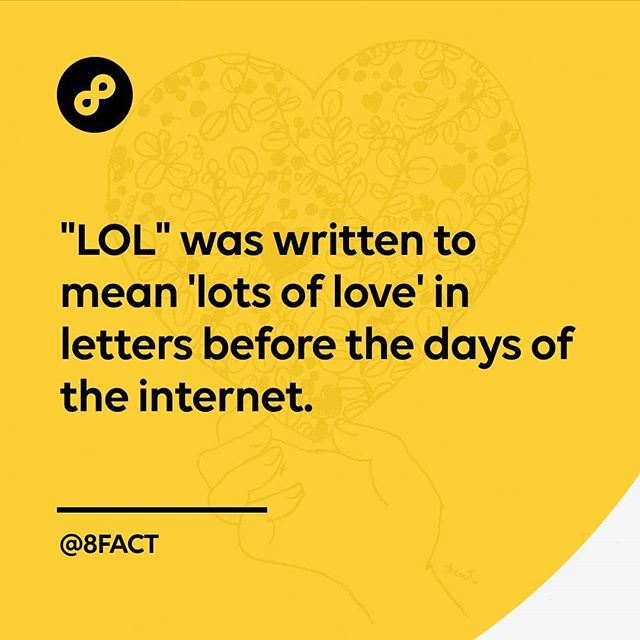 "LOL" was written to
mean 'lots of love' in
letters before the days of
the internet.
@8FACT